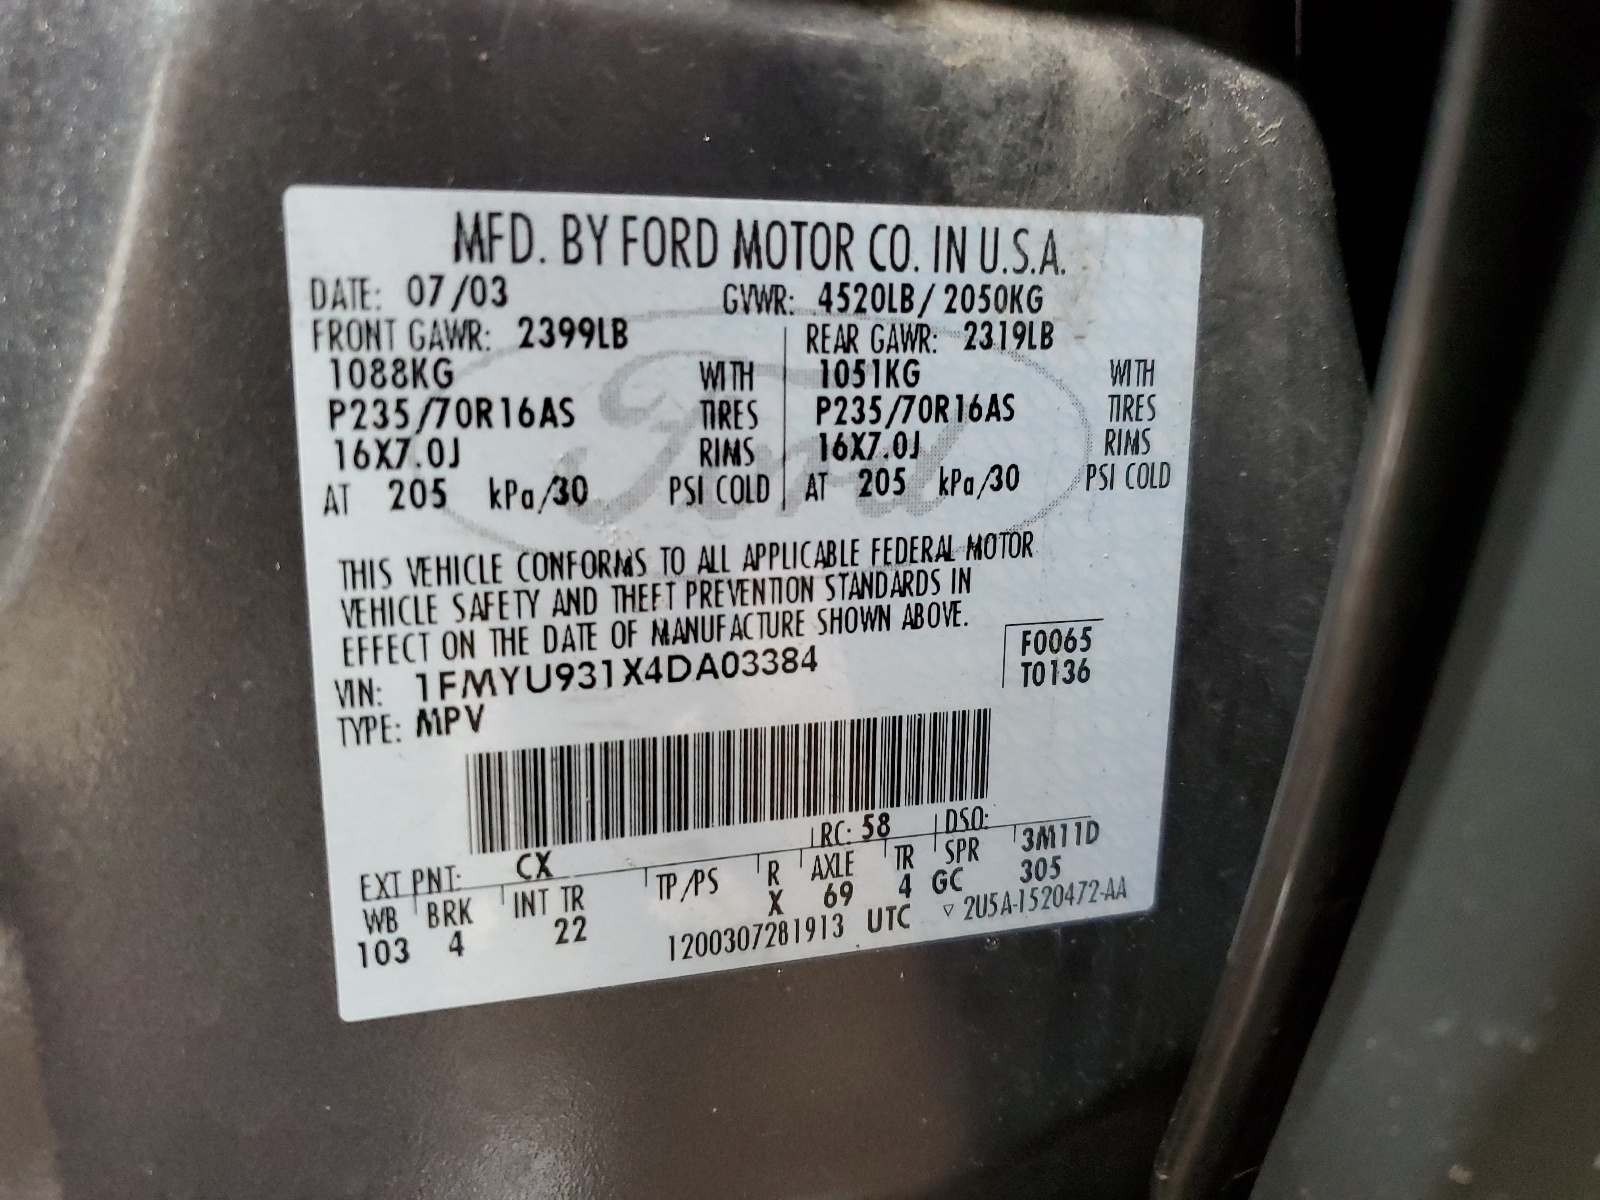 MFD. BY FORD MOTOR CO. IN U.S.A.
DATE: 07/03 GVWR: 4520LB/2050KG
FRONT GAWR: 2399LB REAR GAWR: 2319LB
1088KG WITH 1051KG WITH
P235/70R16AS TIRES P235/70R16AS TIRES
16X7.0J RIMS 16X7.0J RIMS
AT 205 kPa/30 PSI COLD AT 205 kPa/30 PSI COLD
Ford
THIS VEHICLE CONFORMS TO ALL APPLICABLE FEDERAL MOTOR
VEHICLE SAFETY AND THEFT PREVENTION STANDARDS IN
EFFECT ON THE DATE OF MANUFACTURE SHOWN ABOVE.
F0065
T0136
VIN: 1FMYU931X4DA03384
TYPE: MPV
EXT PNT: CX RC: 58 DSO: 3M11D
WB BRK INT TR TP/PS R AXLE TR SPR 305
103 4 22 X 69 4 GC
1200307281913 UTC ▽ 2U5A-1520472-AA